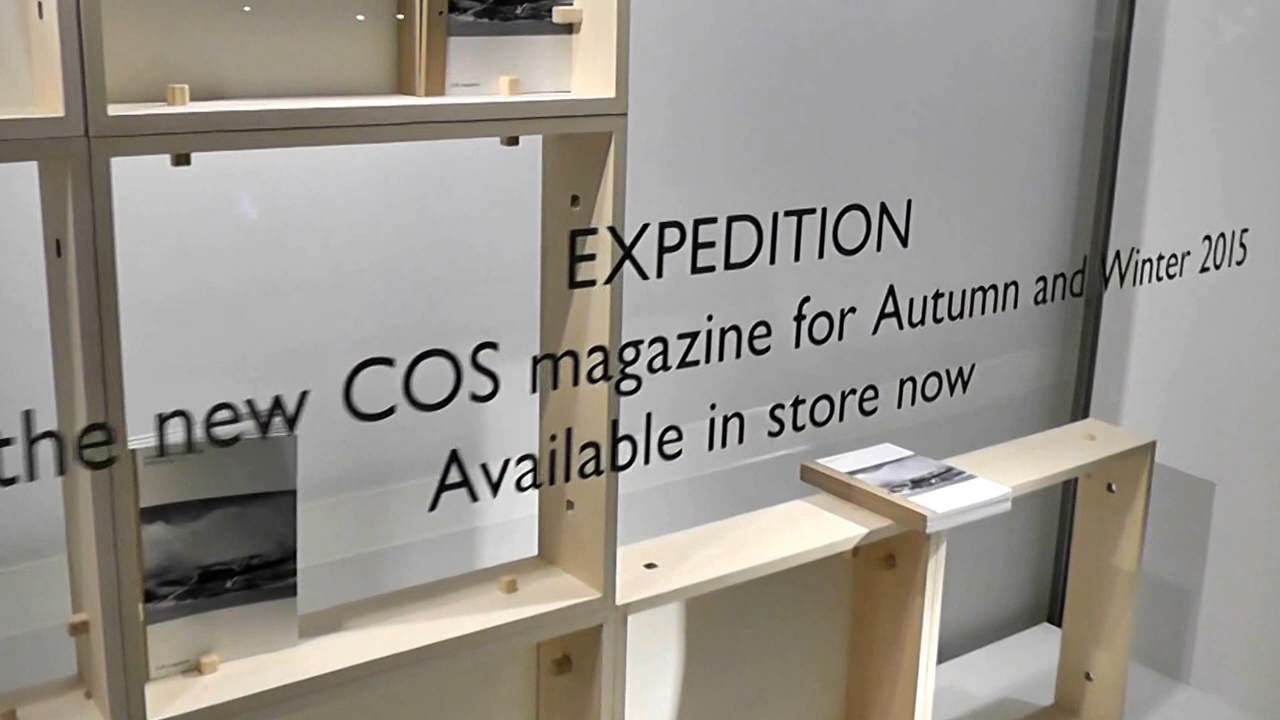 EXPEDITION
the new COS magazine for Autumn and Winter 2015
Available in store now